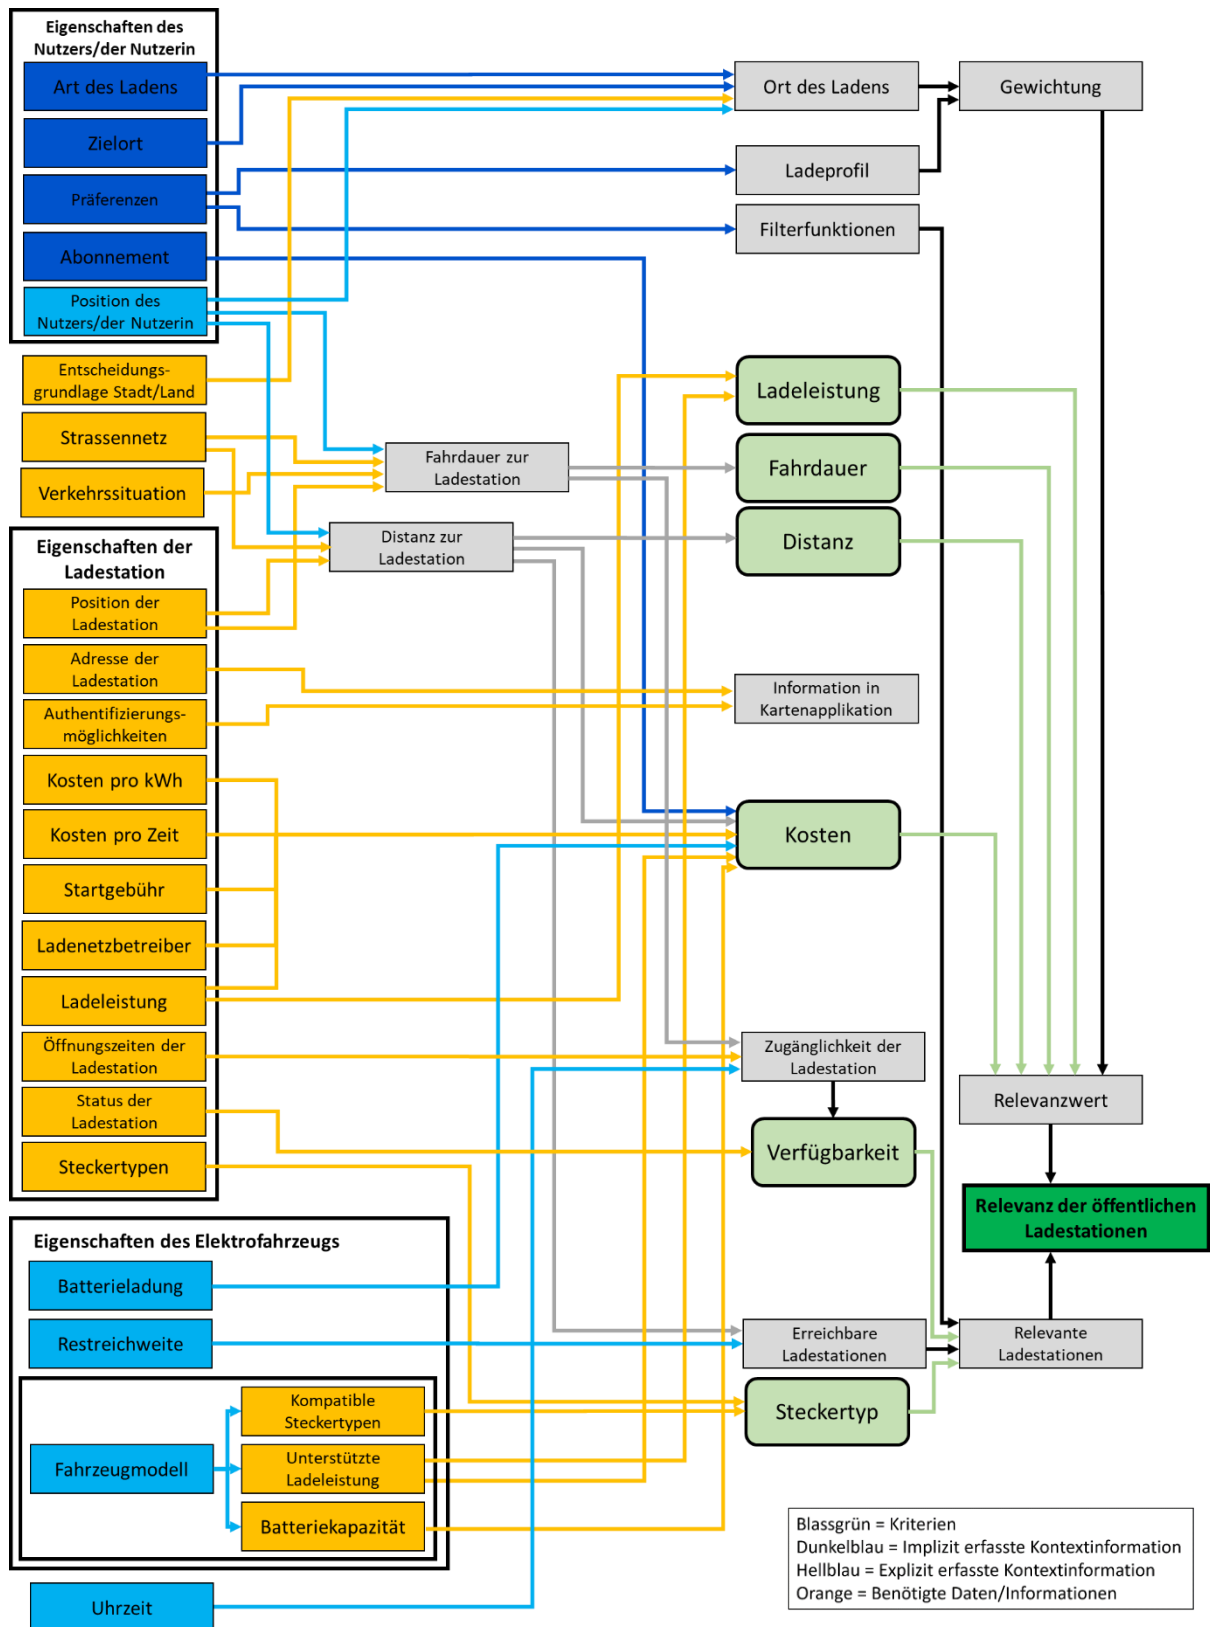 Eigenschaften des
Nutzers/der Nutzerin
Art des Ladens
Zielort
Präferenzen
Abonnement
Position des
Nutzers/der Nutzerin
Entscheidungs-
grundlage Stadt/Land
Strassennetz
Verkehrssituation
Eigenschaften der
Ladestation
Position der
Ladestation
Adresse der
Ladestation
Authentifizierungs-
möglichkeiten
Kosten pro kWh
Kosten pro Zeit
Startgebühr
Ladenetzbetreiber
Ladeleistung
Öffnungszeiten der
Ladestation
Status der
Ladestation
Steckertypen
Eigenschaften des Elektrofahrzeugs
Batterieladung
Restreichweite
Fahrzeugmodell
Kompatible
Steckertypen
Unterstützte
Ladeleistung
Batteriekapazität
Uhrzeit
Fahrdauer zur
Ladestation
Distanz zur
Ladestation
Ort des Ladens
Ladeprofil
Filterfunktionen
Ladeleistung
Fahrdauer
Distanz
Information in
Kartenapplikation
Kosten
Zugänglichkeit der
Ladestation
Verfügbarkeit
Erreichbare
Ladestationen
Steckertyp
Gewichtung
Relevanzwert
Relevanz der öffentlichen
Ladestationen
Relevante
Ladestationen
Blassgrün = Kriterien
Dunkelblau = Implizit erfasste Kontextinformation
Hellblau = Explizit erfasste Kontextinformation
Orange = Benötigte Daten/Informationen